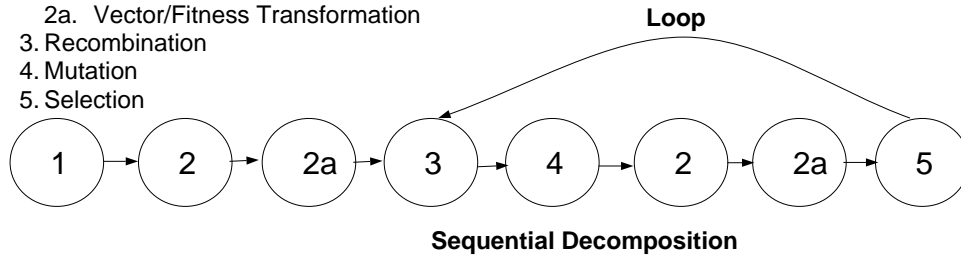 2a. Vector/Fitness Transformation
Loop
3. Recombination
4. Mutation
5. Selection
1 2 2a 3 4 2 2a 5
Sequential Decomposition